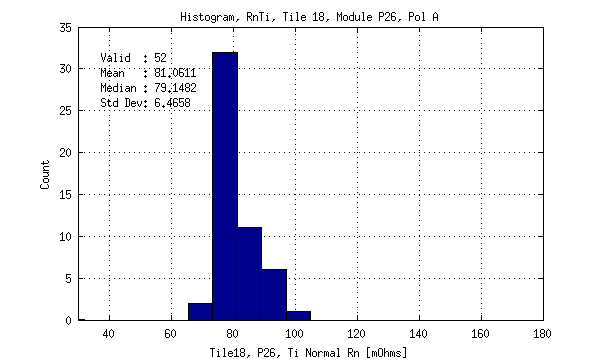 Histogram, RnTi, Tile 18, Module P26, Pol A
35
30
25
20
15
10
5
0
Count
Valid : 52
Mean : 81.0611
Median : 79.1482
Std Dev: 6.4658
40 60 80 100 120 140 160 180
Tile18, P26, Ti Normal Rn [mOhms]